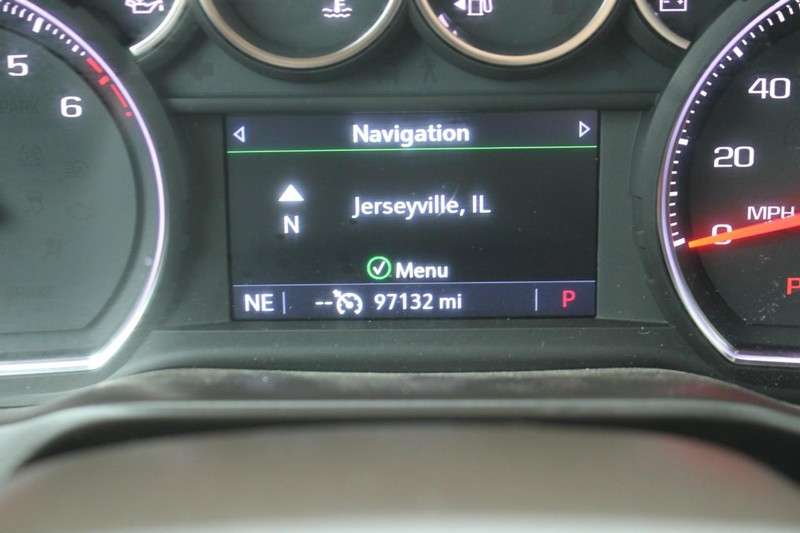 5
6
Navigation
N
Jerseyville, IL
Menu
NE -- 97132 mi P
40
20
MPH
0
P